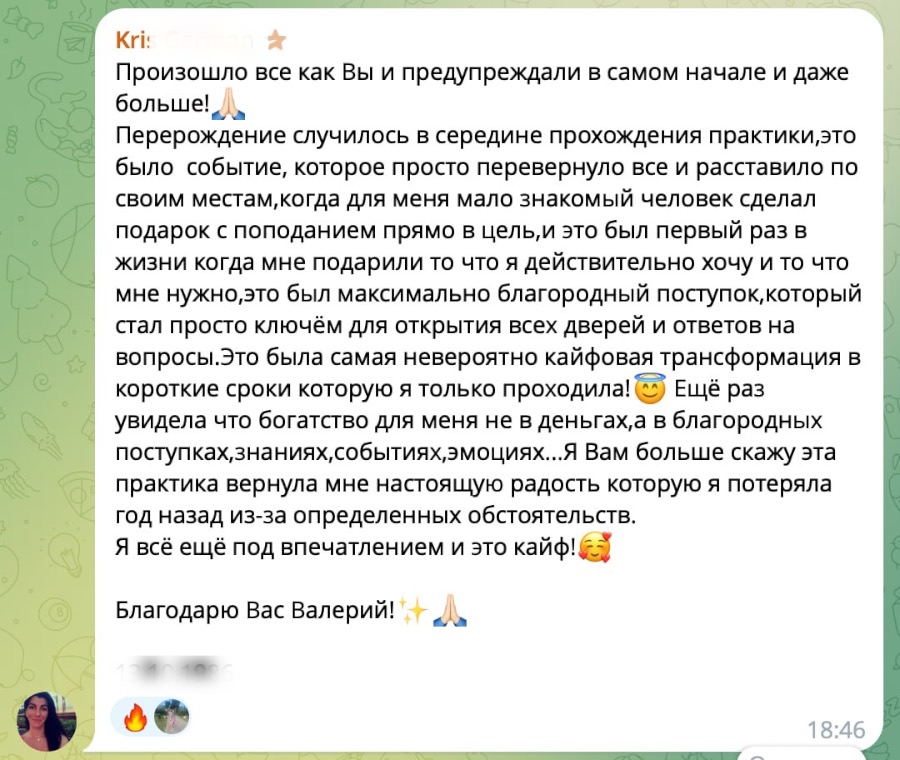 Kris
Произошло все как Вы и предупреждали в самом начале и даже
больше!🙏🏻
Перерождение случилось в середине прохождения практики,это
было событие, которое просто перевернуло все и расставило по
своим местам,когда для меня мало знакомый человек сделал
подарок с поподанием прямо в цель,и это был первый раз в
жизни когда мне подарили то что я действительно хочу и то что
мне нужно,это был максимально благородный поступок,который
стал просто ключём для открытия всех дверей и ответов на
вопросы.Это была самая невероятно кайфовая трансформация в
короткие сроки которую я только проходила!😇 Ещё раз
увидела что богатство для меня не в деньгах,а в благородных
поступках,знаниях,событиях,эмоциях...Я Вам больше скажу эта
практика вернула мне настоящую радость которую я потеряла
год назад из-за определенных обстоятельств.
Я всё ещё под впечатлением и это кайф!🥰
Благодарю Вас Валерий!✨🙏🏻
18:46